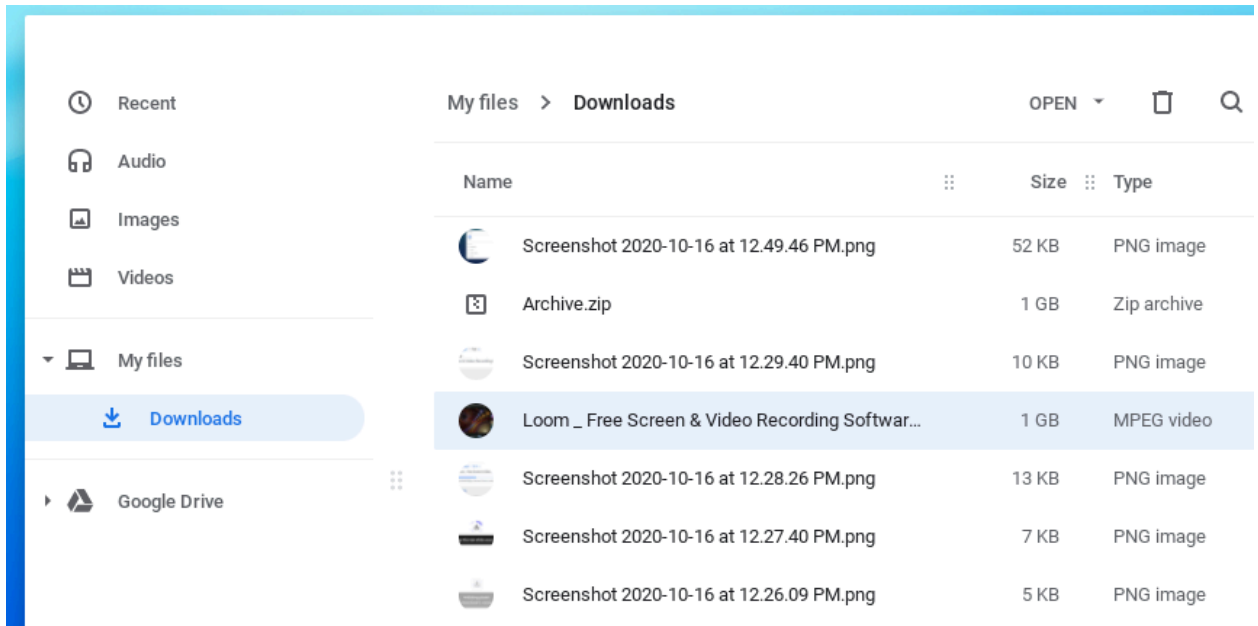 Recent
Audio
Images
Videos
My files
Downloads
Google Drive
My files > Downloads OPEN
Name Size Type
Screenshot 2020-10-16 at 12.49.46 PM.png 52 KB PNG image
Archive.zip 1 GB Zip archive
Screenshot 2020-10-16 at 12.29.40 PM.png 10 KB PNG image
Loom _ Free Screen & Video Recording Softwar... 1 GB MPEG video
Screenshot 2020-10-16 at 12.28.26 PM.png 13 KB PNG image
Screenshot 2020-10-16 at 12.27.40 PM.png 7 KB PNG image
Screenshot 2020-10-16 at 12.26.09 PM.png 5 KB PNG image